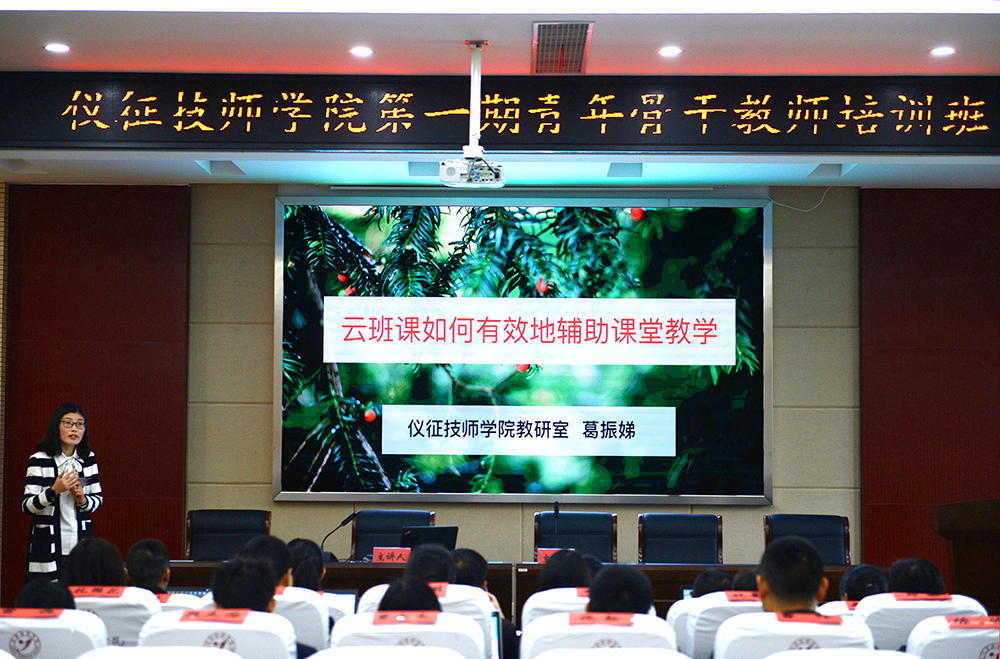 仪征技师学院第一期青年骨干教师培训班
云班课如何有效地辅助课堂教学
仪征技师学院教研室 葛振娣
主讲人